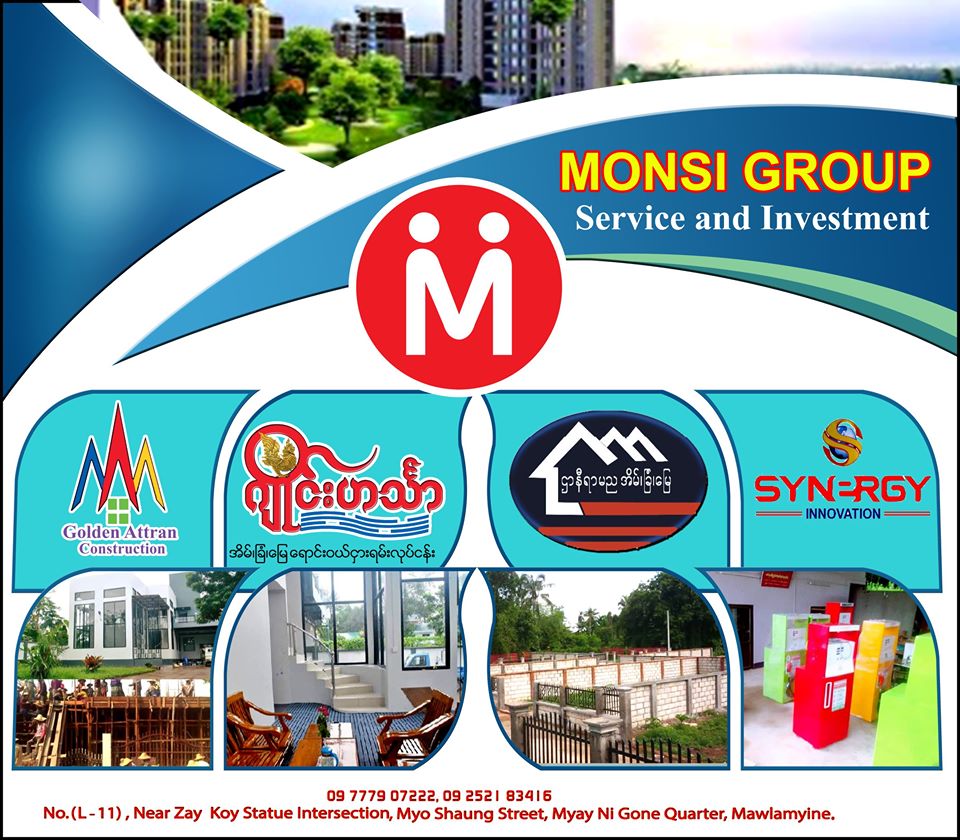 MONSI GROUP
Service and Investment
Golden Attran
Construction
ဂျိုင်းဟင်္သာ
အိမ်၊ခြံ၊မြေ ရောင်းဝယ်ငှားရမ်းလုပ်ငန်း
ဌာနီရာမည အိမ်၊ခြံ၊မြေ
SYNERGY
INNOVATION
09 7779 07222, 09 2521 83416
No.(L-11) , Near Zay Koy Statue Intersection, Myo Shaung Street, Myay Ni Gone Quarter, Mawlamyine.